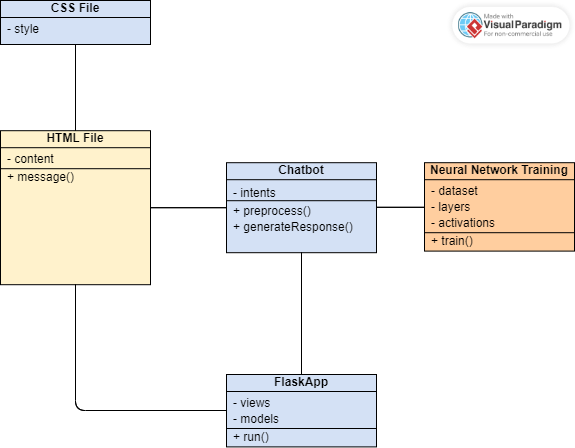 CSS File
- style
Made with
Visual Paradigm
For non-commercial use
HTML File
- content
+ message()
Chatbot
- intents
+ preprocess()
+ generateResponse()
Neural Network Training
- dataset
- layers
- activations
+ train()
FlaskApp
- views
- models
+ run()